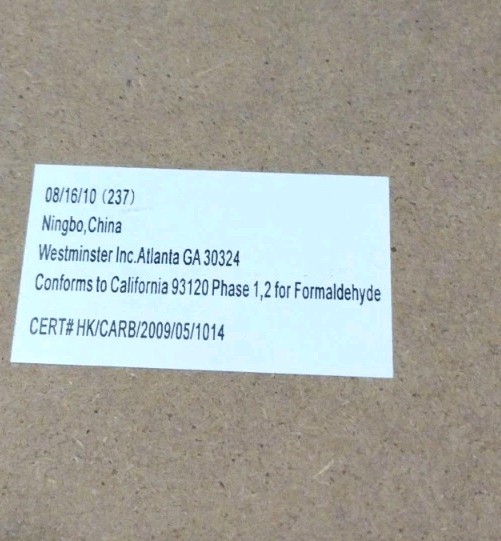 08/16/10 (237)
Ningbo,China
Westminster Inc.Atlanta GA 30324
Conforms to California 93120 Phase 1,2 for Formaldehyde
CERT# HK/CARB/2009/05/1014